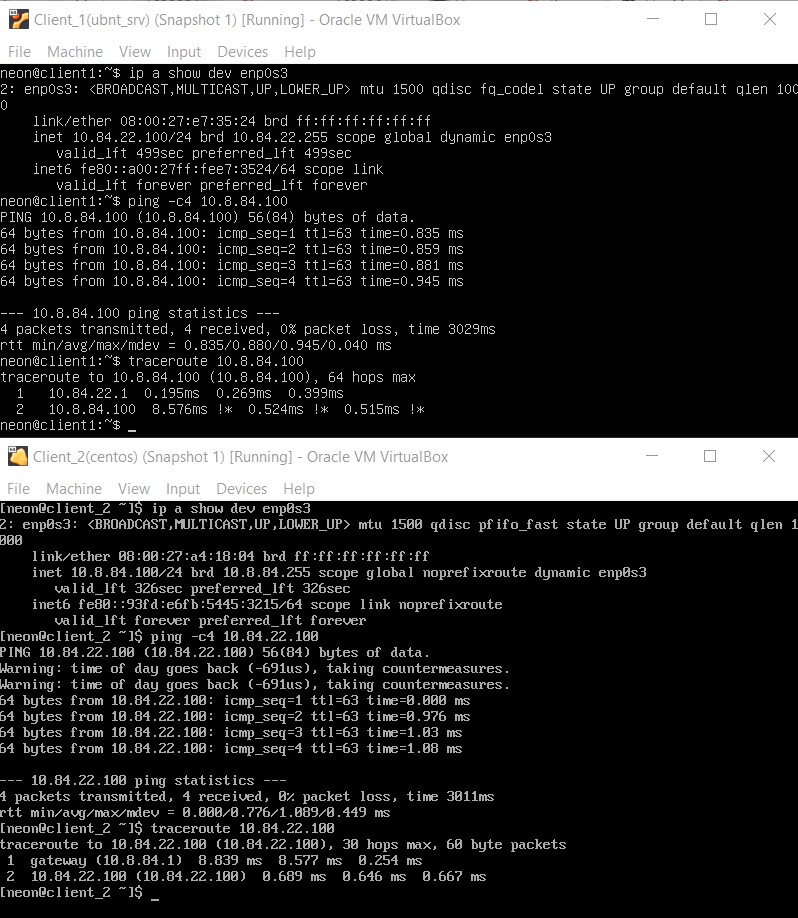 Client_1(ubnt_srv) (Snapshot 1) [Running] - Oracle VM VirtualBox
File Machine View Input Devices Help
neon@client1:~$ ip a show dev enp0s3
2: enp0s3: <BROADCAST,MULTICAST,UP,LOWER_UP> mtu 1500 qdisc fq_codel state UP group default qlen 100
0
link/ether 08:00:27:e7:35:24 brd ff:ff:ff:ff:ff:ff
inet 10.84.22.100/24 brd 10.84.22.255 scope global dynamic enp0s3
valid_lft 499sec preferred_lft 499sec
inet6 fe80::a00:27ff:fee7:3524/64 scope link
valid_lft forever preferred_lft forever
neon@client1:~$ ping -c4 10.8.84.100
PING 10.8.84.100 (10.8.84.100) 56(84) bytes of data.
64 bytes from 10.8.84.100: icmp_seq=1 ttl=63 time=0.835 ms
64 bytes from 10.8.84.100: icmp_seq=2 ttl=63 time=0.859 ms
64 bytes from 10.8.84.100: icmp_seq=3 ttl=63 time=0.881 ms
64 bytes from 10.8.84.100: icmp_seq=4 ttl=63 time=0.945 ms
--- 10.8.84.100 ping statistics ---
4 packets transmitted, 4 received, 0% packet loss, time 3029ms
rtt min/avg/max/mdev = 0.835/0.880/0.945/0.040 ms
neon@client1:~$ traceroute 10.8.84.100
traceroute to 10.8.84.100 (10.8.84.100), 64 hops max
1 10.84.22.1 0.195ms 0.269ms 0.399ms
2 10.8.84.100 8.576ms !* 0.524ms !* 0.515ms !*
neon@client1:~$ _
Client_2(centos) (Snapshot 1) [Running] - Oracle VM VirtualBox
File Machine View Input Devices Help
[neon@client_2 ~]$ ip a show dev enp0s3
2: enp0s3: <BROADCAST,MULTICAST,UP,LOWER_UP> mtu 1500 qdisc pfifo_fast state UP group default qlen 1
000
link/ether 08:00:27:a4:18:04 brd ff:ff:ff:ff:ff:ff
inet 10.8.84.100/24 brd 10.8.84.255 scope global noprefixroute dynamic enp0s3
valid_lft 326sec preferred_lft 326sec
inet6 fe80::93fd:e6fb:5445:3215/64 scope link noprefixroute
valid_lft forever preferred_lft forever
[neon@client_2 ~]$ ping -c4 10.84.22.100
PING 10.84.22.100 (10.84.22.100) 56(84) bytes of data.
Warning: time of day goes back (-691us), taking countermeasures.
Warning: time of day goes back (-691us), taking countermeasures.
64 bytes from 10.84.22.100: icmp_seq=1 ttl=63 time=0.000 ms
64 bytes from 10.84.22.100: icmp_seq=2 ttl=63 time=0.976 ms
64 bytes from 10.84.22.100: icmp_seq=3 ttl=63 time=1.03 ms
64 bytes from 10.84.22.100: icmp_seq=4 ttl=63 time=1.08 ms
--- 10.84.22.100 ping statistics ---
4 packets transmitted, 4 received, 0% packet loss, time 3011ms
rtt min/avg/max/mdev = 0.000/0.776/1.089/0.449 ms
[neon@client_2 ~]$ traceroute 10.84.22.100
traceroute to 10.84.22.100 (10.84.22.100), 30 hops max, 60 byte packets
1 gateway (10.8.84.1) 8.839 ms 8.577 ms 0.254 ms
2 10.84.22.100 (10.84.22.100) 0.689 ms 0.646 ms 0.667 ms
[neon@client_2 ~]$ _